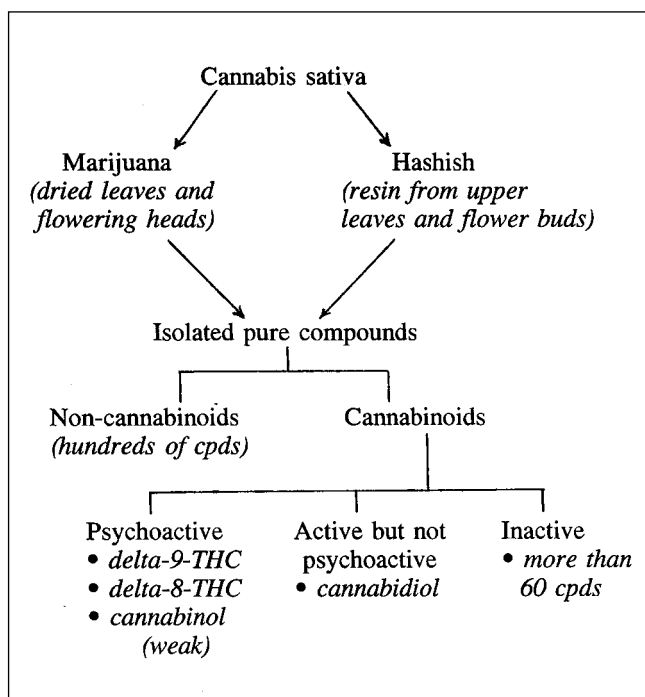 Cannabis sativa
Marijuana
(dried leaves and
flowering heads)
Hashish
(resin from upper
leaves and flower buds)
Isolated pure compounds
Non-cannabinoids
(hundreds of cpds)
Cannabinoids
Psychoactive
• delta-9-THC
• delta-8-THC
• cannabinol
(weak)
Active but not
psychoactive
• cannabidiol
Inactive
• more than
60 cpds